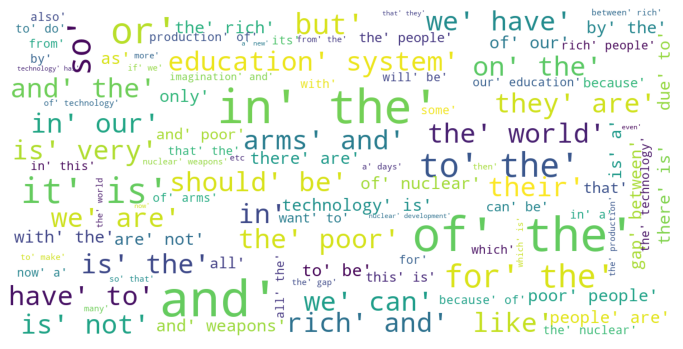 also'
to' do'
from'
by'
technology' has'
so'
or'
the' rich'
production' of'
as'
more'
if' we'
a' new'
its'
from' the'
that' they'
the' people'
but'
we' have'
between' rich'
by' the'
of' our'
rich' people'
education' system'
imagination' and'
with'
will' be'
on' the'
our' education'
because'
due' to'
and' the'
of' technology'
only'
in' the'
some'
they' are'
in' our'
and' poor'
that' the'
arms' and'
the' world'
even'
is' a'
is' very'
nuclear' weapons'
etc
there' are'
a' days'
to' the'
then'
in' this'
the' world
it' is'
of' arms'
now'
should' be'
of' nuclear'
their'
that'
gap' between'
the' technology'
there' is'
we' are'
in'
technology' is'
want' to'
nuclear' development'
can' be'
in' a'
with' the'
are' not'
the' poor'
of' the'
which'
which' is'
the' production'
to' make'
now' a'
is' the'
all'
all' the'
to' be'
the' gap'
for'
this' is'
for' the'
have' to'
so' that'
many'
and'
we' can'
because' of'
poor' people'
is' not'
and' weapons'
rich' and'
like'
people' are'
the' nuclear'